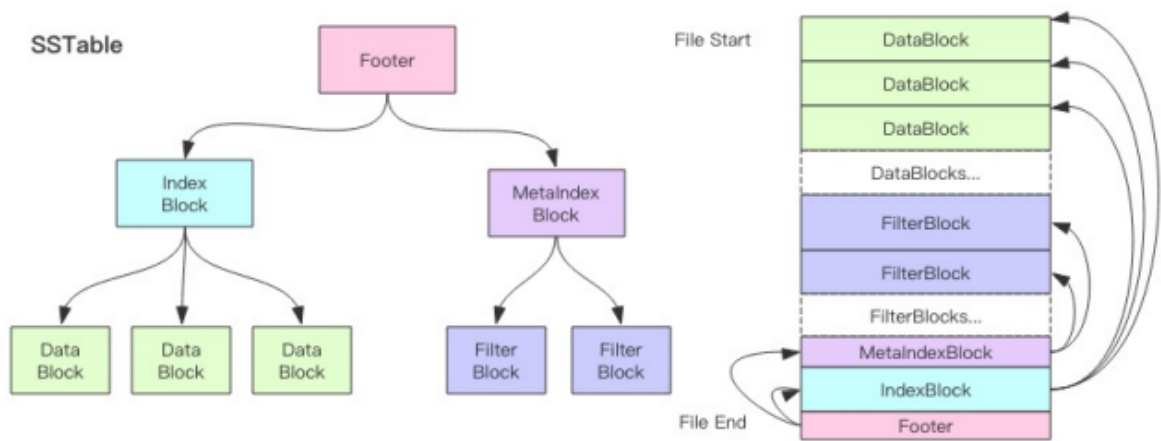 SSTable
Footer
Index
Block
MetaIndex
Block
Data
Block
Data
Block
Data
Block
Filter
Block
Filter
Block
File Start
DataBlock
DataBlock
DataBlock
DataBlocks...
FilterBlock
FilterBlock
FilterBlocks...
MetaIndexBlock
IndexBlock
File End
Footer